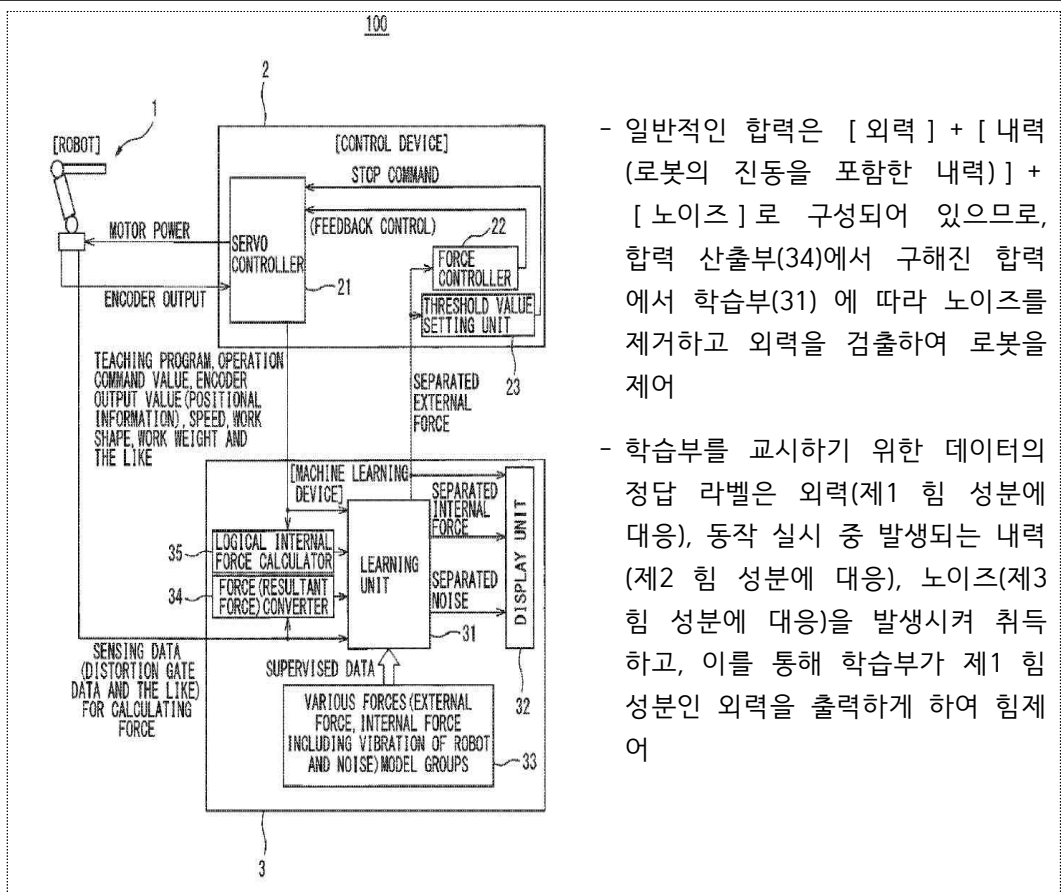 100
2
1
[ROBOT]
[CONTROL DEVICE]
STOP COMMAND
(FEEDBACK CONTROL)
22
MOTOR POWER
SERVO
CONTROLLER
FORCE
CONTROLLER
ENCODER OUTPUT
21
THRESHOLD VALUE
SETTING UNIT
23
TEACHING PROGRAM, OPERATION
COMMAND VALUE, ENCODER
OUTPUT VALUE (POSITIONAL
INFORMATION), SPEED, WORK
SHAPE, WORK WEIGHT AND
THE LIKE
SEPARATED
EXTERNAL
FORCE
[MACHINE LEARNING
DEVICE]
SEPARATED
INTERNAL
FORCE
35
LOGICAL INTERNAL
FORCE CALCULATOR
34
FORCE (RESULTANT
FORCE) CONVERTER
LEARNING
UNIT
SEPARATED
NOISE
DISPLAY UNIT
31
32
SENSING DATA
(DISTORTION GATE
DATA AND THE LIKE)
FOR CALCULATING
FORCE
SUPERVISED DATA
VARIOUS FORCES (EXTERNAL
FORCE, INTERNAL FORCE
INCLUDING VIBRATION OF ROBOT
AND NOISE) MODEL GROUPS
33
3
- 일반적인 합력은 [ 외력 ] + [ 내력
(로봇의 진동을 포함한 내력) ] +
[ 노이즈 ] 로 구성되어 있으므로,
합력 산출부(34)에서 구해진 합력
에서 학습부(31) 에 따라 노이즈를
제거하고 외력을 검출하여 로봇을
제어
- 학습부를 교시하기 위한 데이터의
정답 라벨은 외력(제1 힘 성분에
대응), 동작 실시 중 발생되는 내력
(제2 힘 성분에 대응), 노이즈(제3
힘 성분에 대응)을 발생시켜 취득
하고, 이를 통해 학습부가 제1 힘
성분인 외력을 출력하게 하여 힘제
어